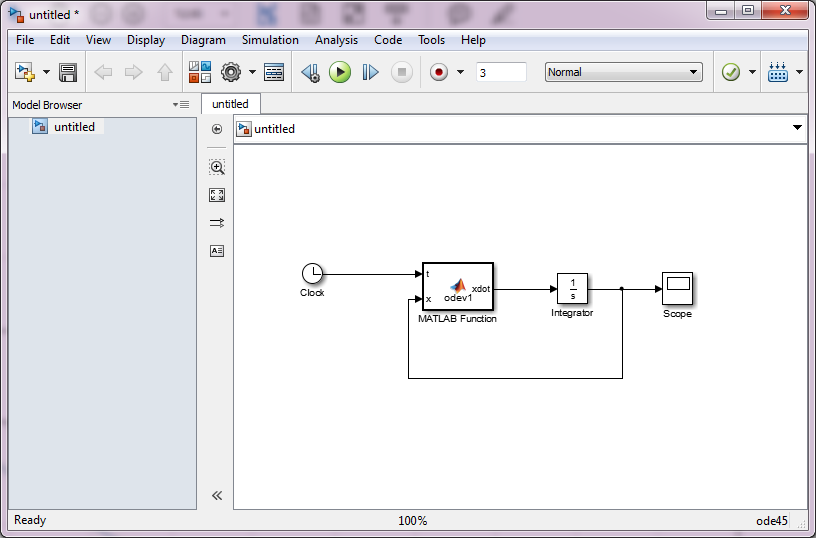 untitled *
File Edit View Display Diagram Simulation Analysis Code Tools Help
3 Normal
Model Browser
untitled
untitled
untitled
t
x
xdot
odev1
MATLAB Function
Clock
1
s
Integrator
Scope
Ready 100% ode45